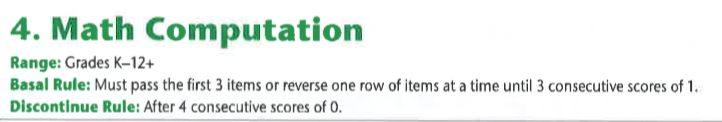 4. Math Computation
Range: Grades K–12+
Basal Rule: Must pass the first 3 items or reverse one row of items at a time until 3 consecutive scores of 1.
Discontinue Rule: After 4 consecutive scores of 0.